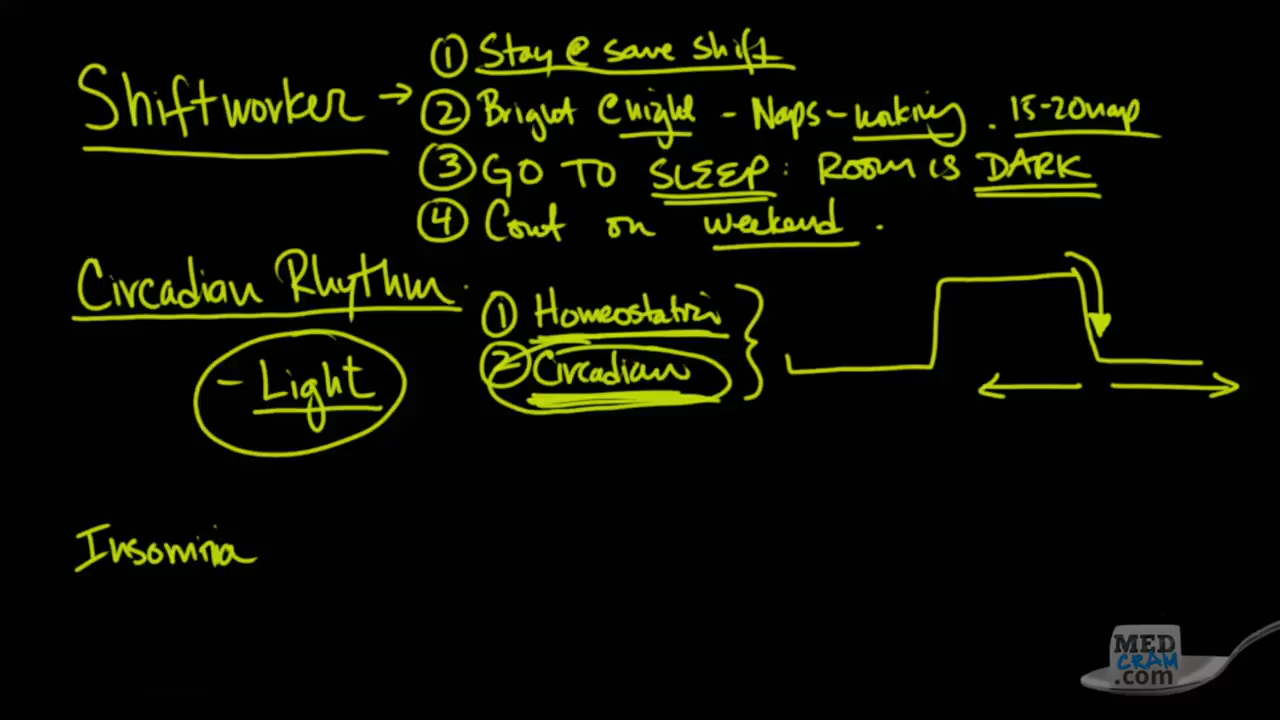 Shiftworker →
① Stay @ same shift
② Bright @ night - Naps - working. 15-20 nap
③ GO TO SLEEP: ROOM IS DARK
④ Cont on weekend.
Circadian Rhythm.
- Light
① Homeostatic
② Circadian
Insomnia
MED
CRAM
.com